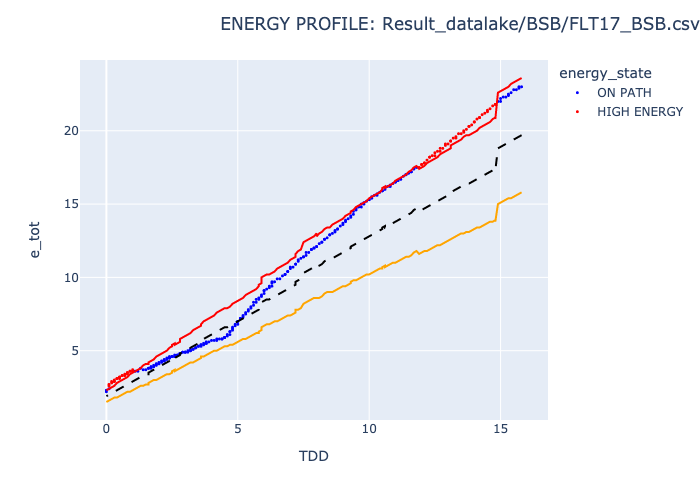 ENERGY PROFILE: Result_datalake/BSB/FLT17_BSB.csv
energy_state
ON PATH
HIGH ENERGY
20
15
10
5
e_tot
0
5
10
15
TDD